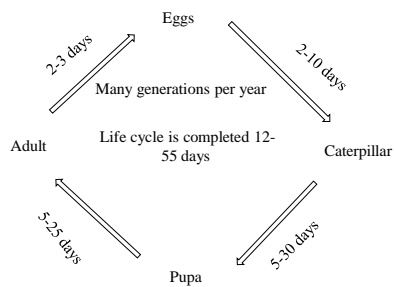 Eggs
2-3 days
2-10 days
Many generations per year
Life cycle is completed 12-
55 days
Adult
Caterpillar
5-25 days
5-30 days
Pupa